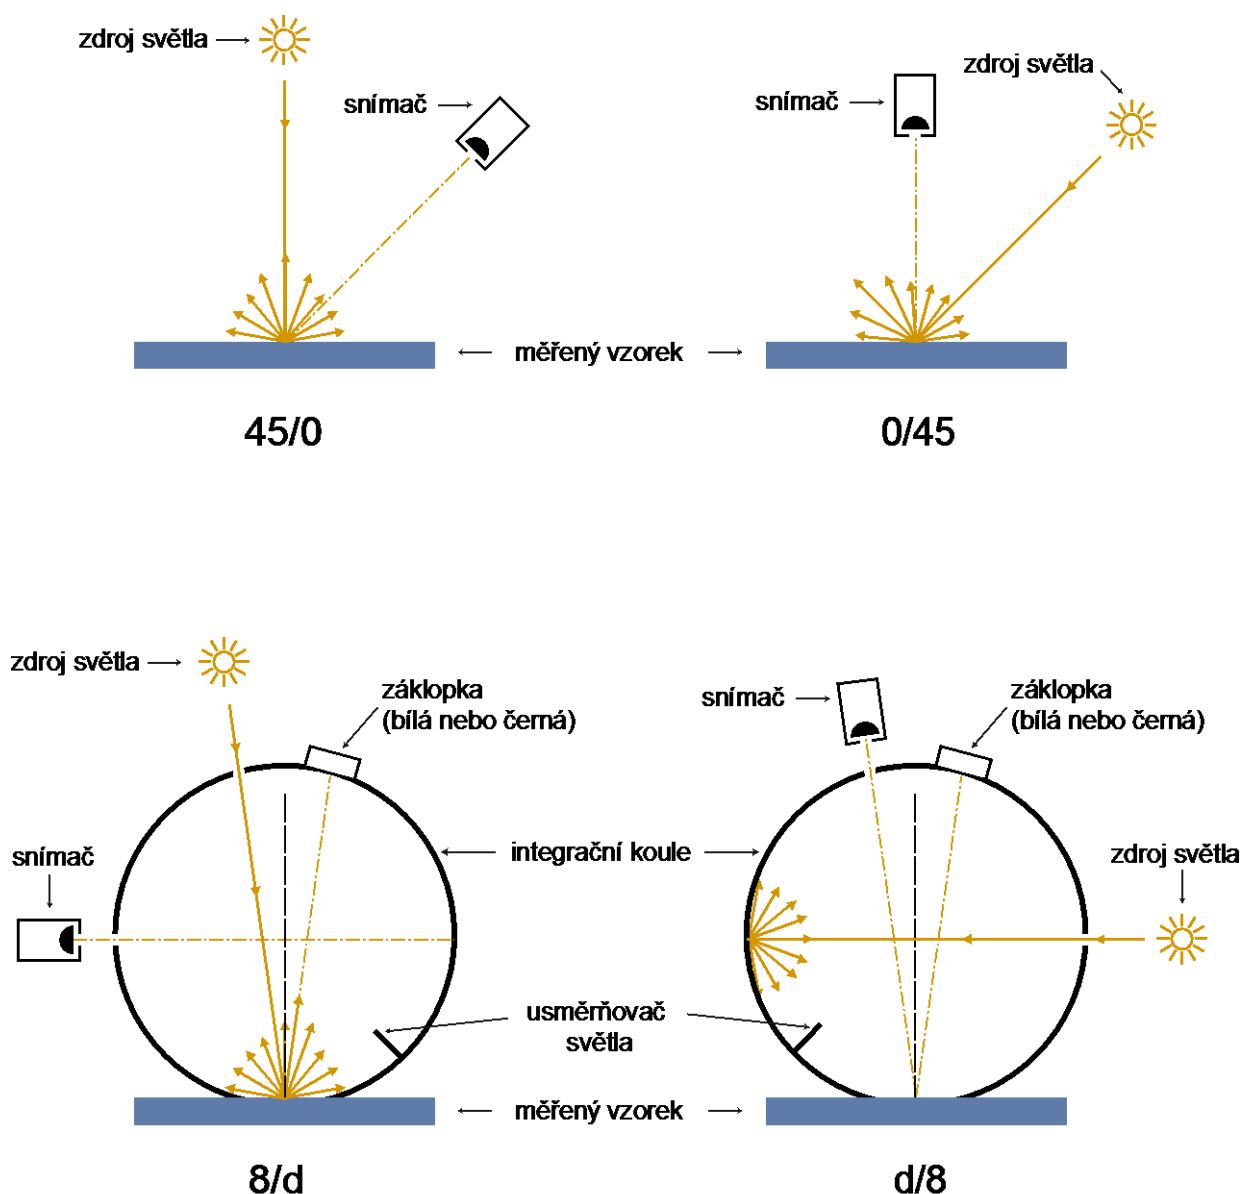 zdroj světla
snímač
snímač
zdroj světla
měřený vzorek
45/0
0/45
zdroj světla
záklopka
(bílá nebo černá)
snímač
záklopka
(bílá nebo černá)
snímač
integrační koule
zdroj světla
usměrňovač
světla
měřený vzorek
8/d
d/8